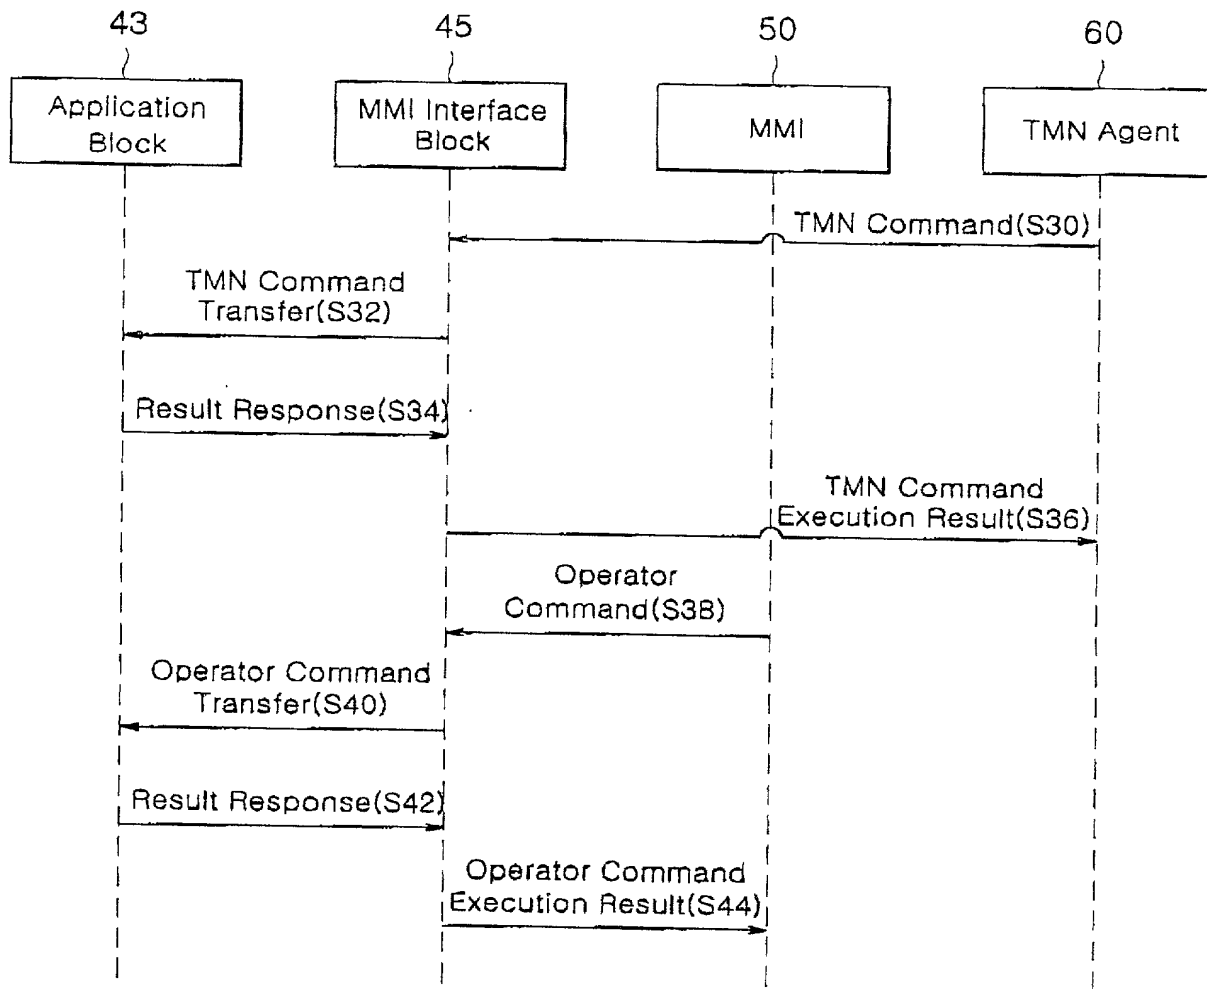 43
45
50
60
Application
Block
MMI Interface
Block
MMI
TMN Agent
TMN Command(S30)
TMN Command
Transfer(S32)
Result Response(S34)
TMN Command
Execution Result(S36)
Operator
Command(S38)
Operator Command
Transfer(S40)
Result Response(S42)
Operator Command
Execution Result(S44)